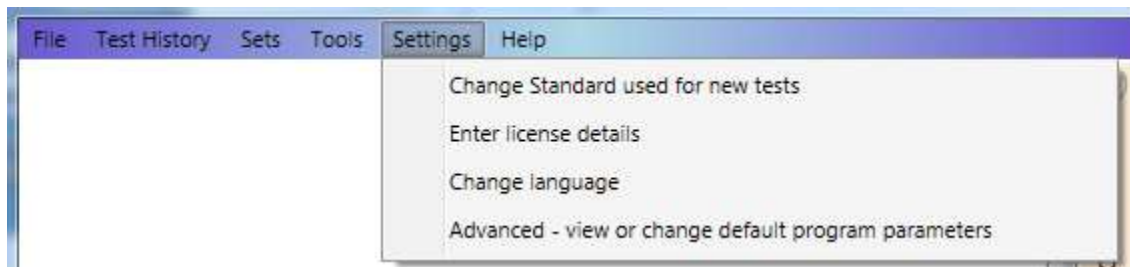 File Test History Sets Tools Settings Help
Change Standard used for new tests
Enter license details
Change language
Advanced - view or change default program parameters